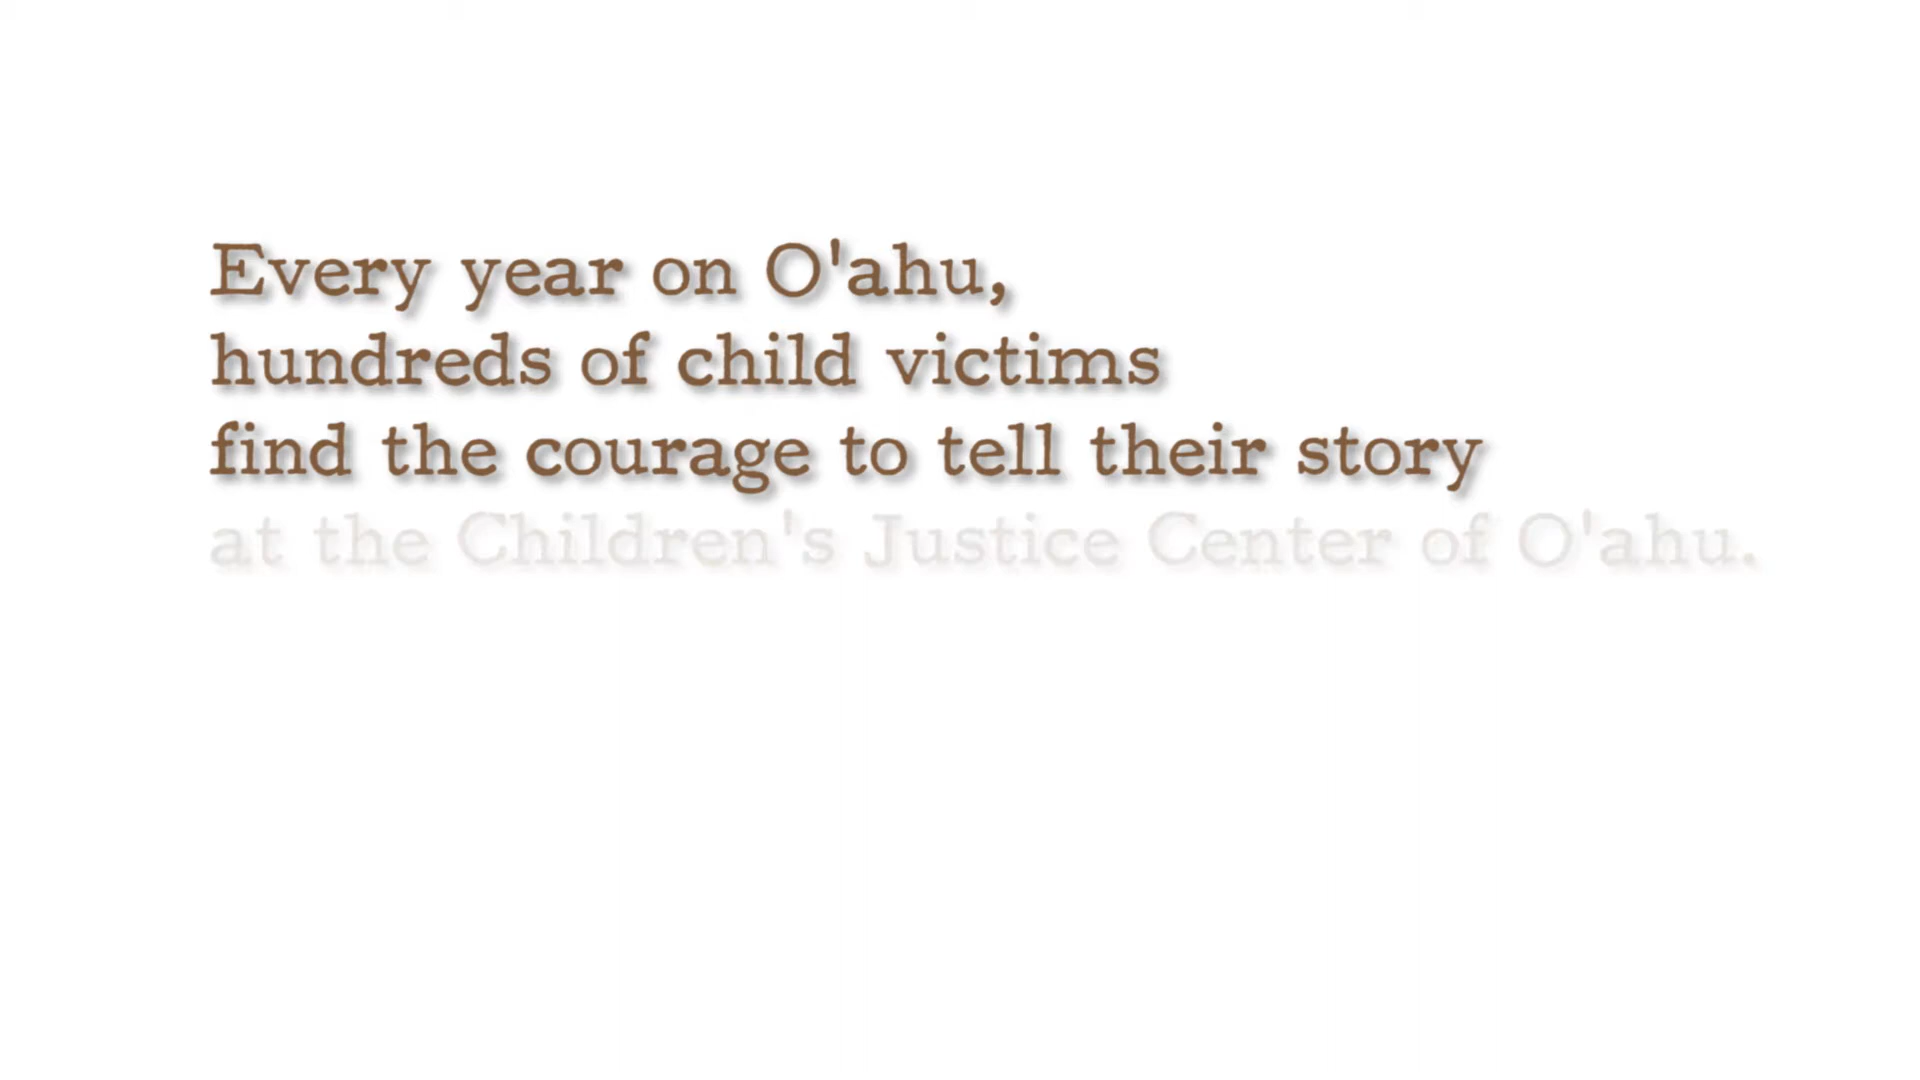 Every year on O'ahu,
hundreds of child victims
find the courage to tell their story
at the Children's Justice Center of O'ahu.